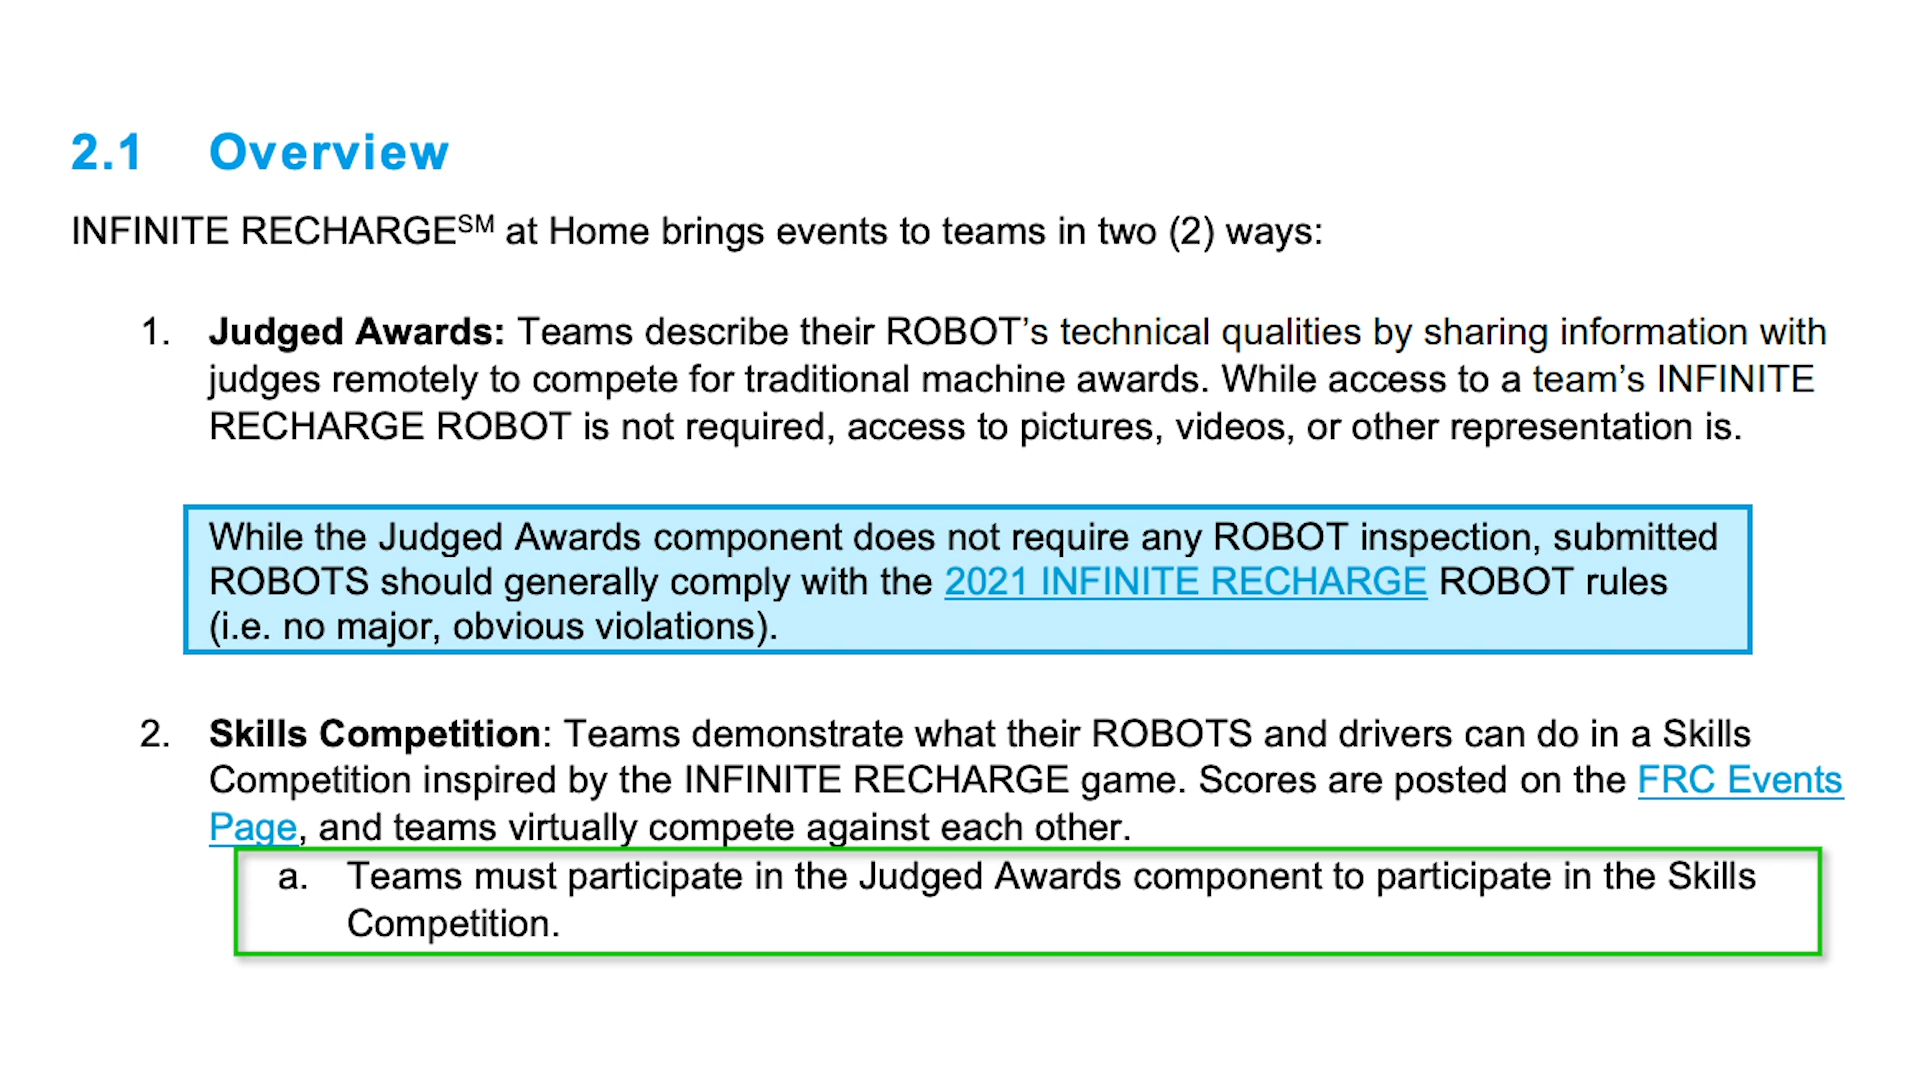 2.1 Overview
INFINITE RECHARGE℠ at Home brings events to teams in two (2) ways:
1. Judged Awards: Teams describe their ROBOT’s technical qualities by sharing information with
judges remotely to compete for traditional machine awards. While access to a team’s INFINITE
RECHARGE ROBOT is not required, access to pictures, videos, or other representation is.
While the Judged Awards component does not require any ROBOT inspection, submitted
ROBOTS should generally comply with the 2021 INFINITE RECHARGE ROBOT rules
(i.e. no major, obvious violations).
2. Skills Competition: Teams demonstrate what their ROBOTS and drivers can do in a Skills
Competition inspired by the INFINITE RECHARGE game. Scores are posted on the FRC Events
Page, and teams virtually compete against each other.
a. Teams must participate in the Judged Awards component to participate in the Skills
Competition.